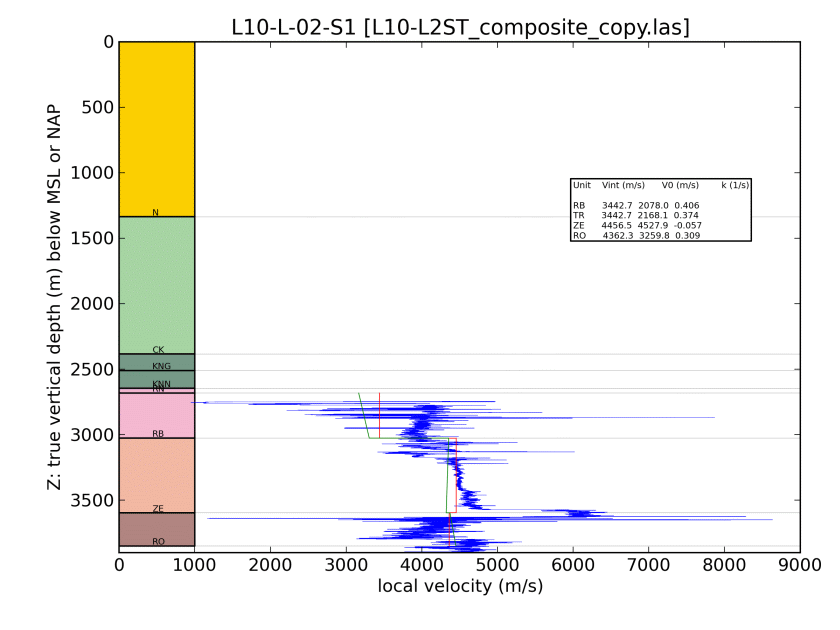 L10-L-02-S1 [L10-L2ST_composite_copy.las]
Z: true vertical depth (m) below MSL or NAP
0
500
1000
1500
2000
2500
3000
3500
N
CK
KNG
KNN
RN
RB
ZE
RO
Unit Vint (m/s) V0 (m/s) k (1/s)
RB 3442.7 2078.0 0.406
TR 3442.7 2168.1 0.374
ZE 4456.5 4527.9 -0.057
RO 4362.3 3259.8 0.309
0 1000 2000 3000 4000 5000 6000 7000 8000 9000
local velocity (m/s)